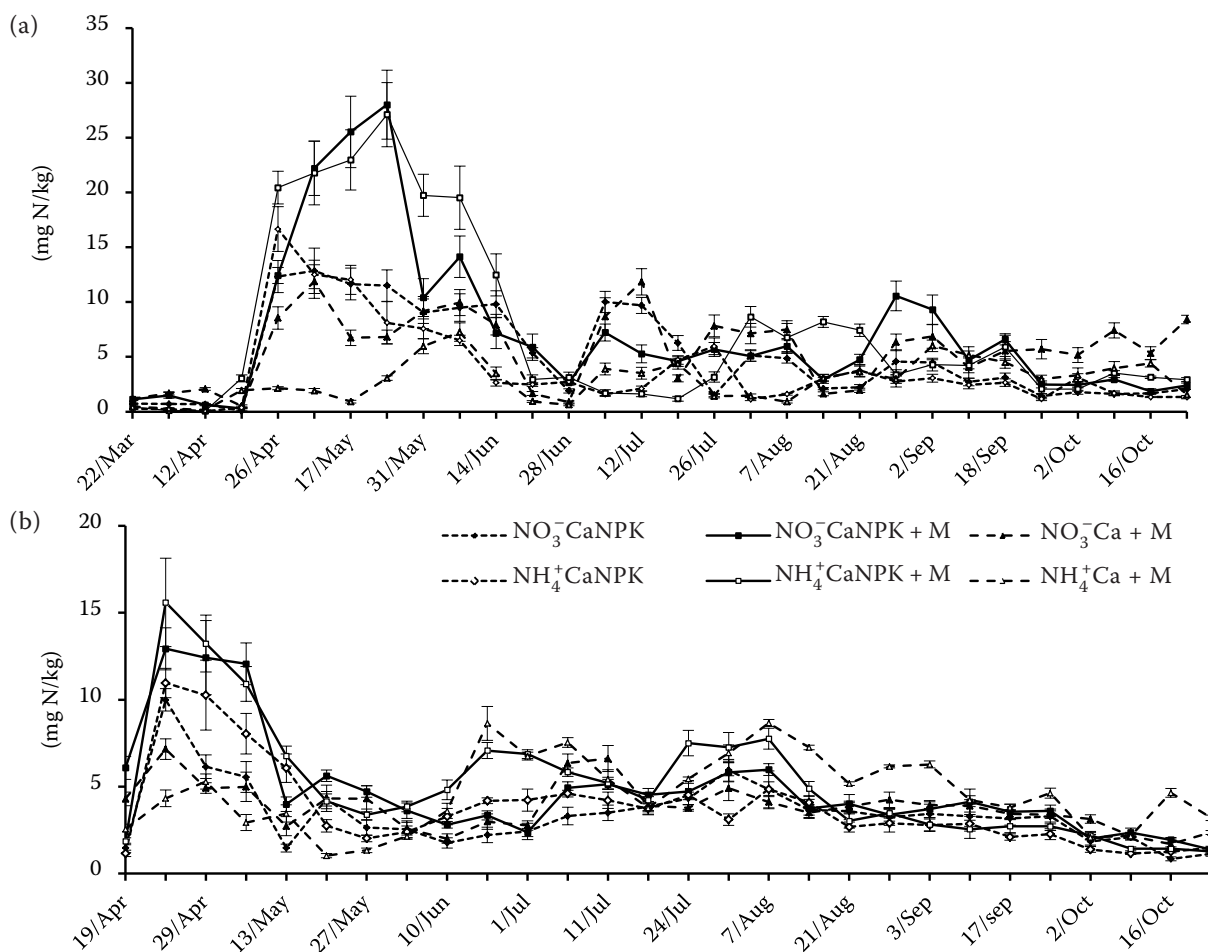 (a)
35
30
25
20
15
10
5
0
(mg N/kg)
22/Mar 12/Apr 26/Apr 17/May 31/May 14/Jun 28/Jun 12/Jul 26/Jul 7/Aug 21/Aug 2/Sep 18/Sep 2/Oct 16/Oct
(b)
20
15
10
5
0
(mg N/kg)
NO₃⁻CaNPK NO₃⁻CaNPK + M NO₃⁻Ca + M
NH₄⁺CaNPK NH₄⁺CaNPK + M NH₄⁺Ca + M
19/Apr 29/Apr 13/May 27/May 10/Jun 1/Jul 11/Jul 24/Jul 7/Aug 21/Aug 3/Sep 17/sep 2/Oct 16/Oct